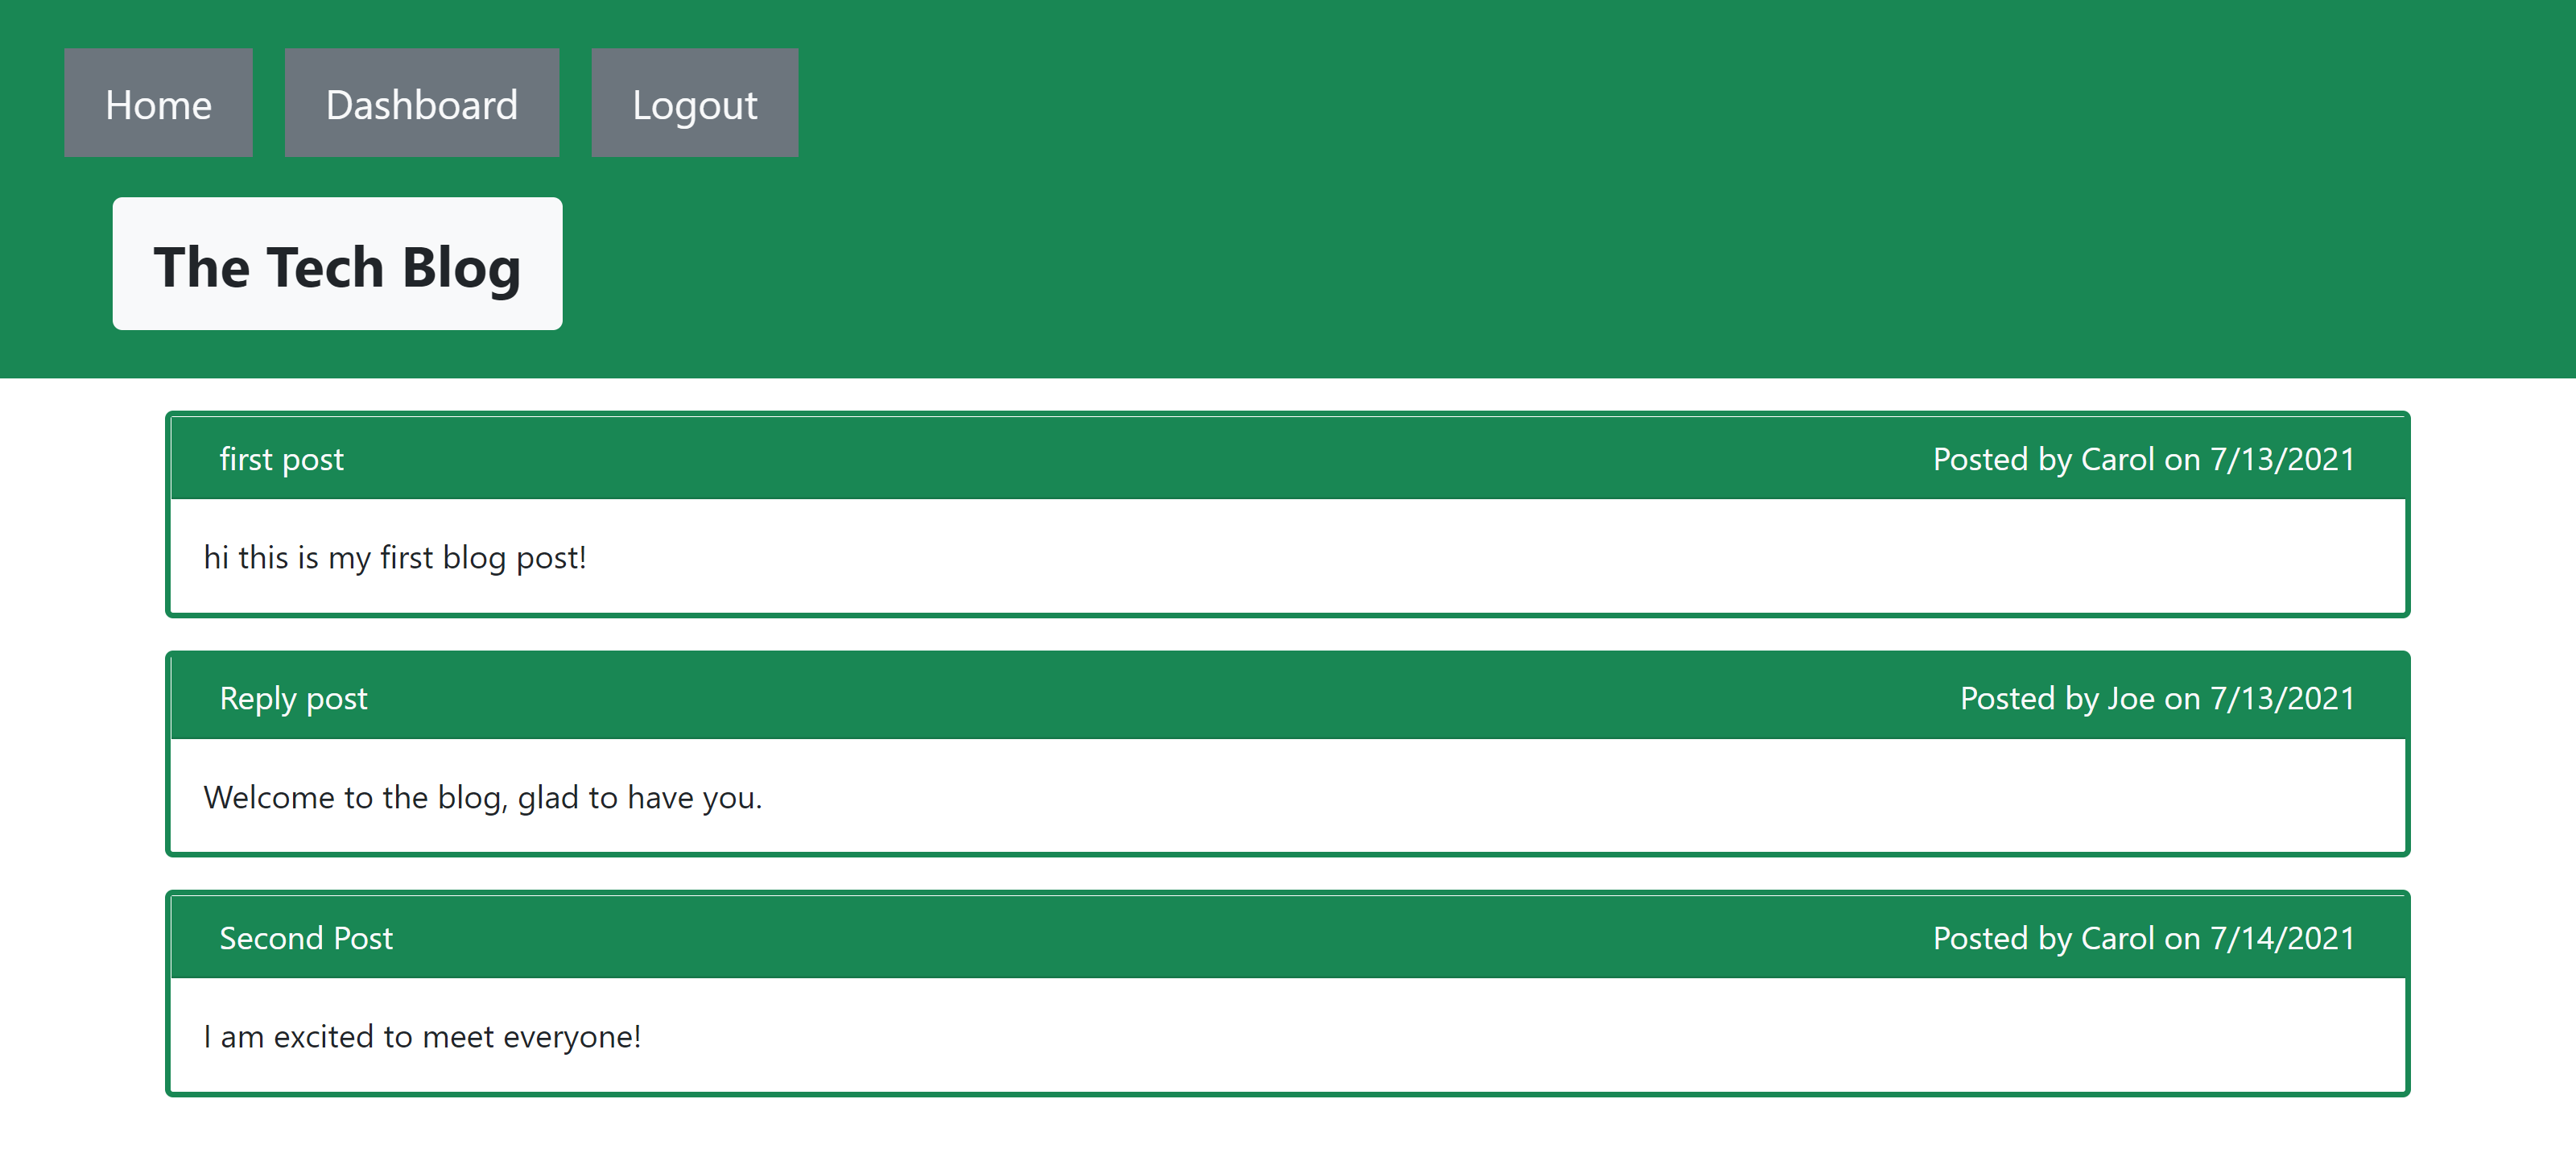 Home Dashboard Logout
The Tech Blog
first post Posted by Carol on 7/13/2021
hi this is my first blog post!
Reply post Posted by Joe on 7/13/2021
Welcome to the blog, glad to have you.
Second Post Posted by Carol on 7/14/2021
I am excited to meet everyone!